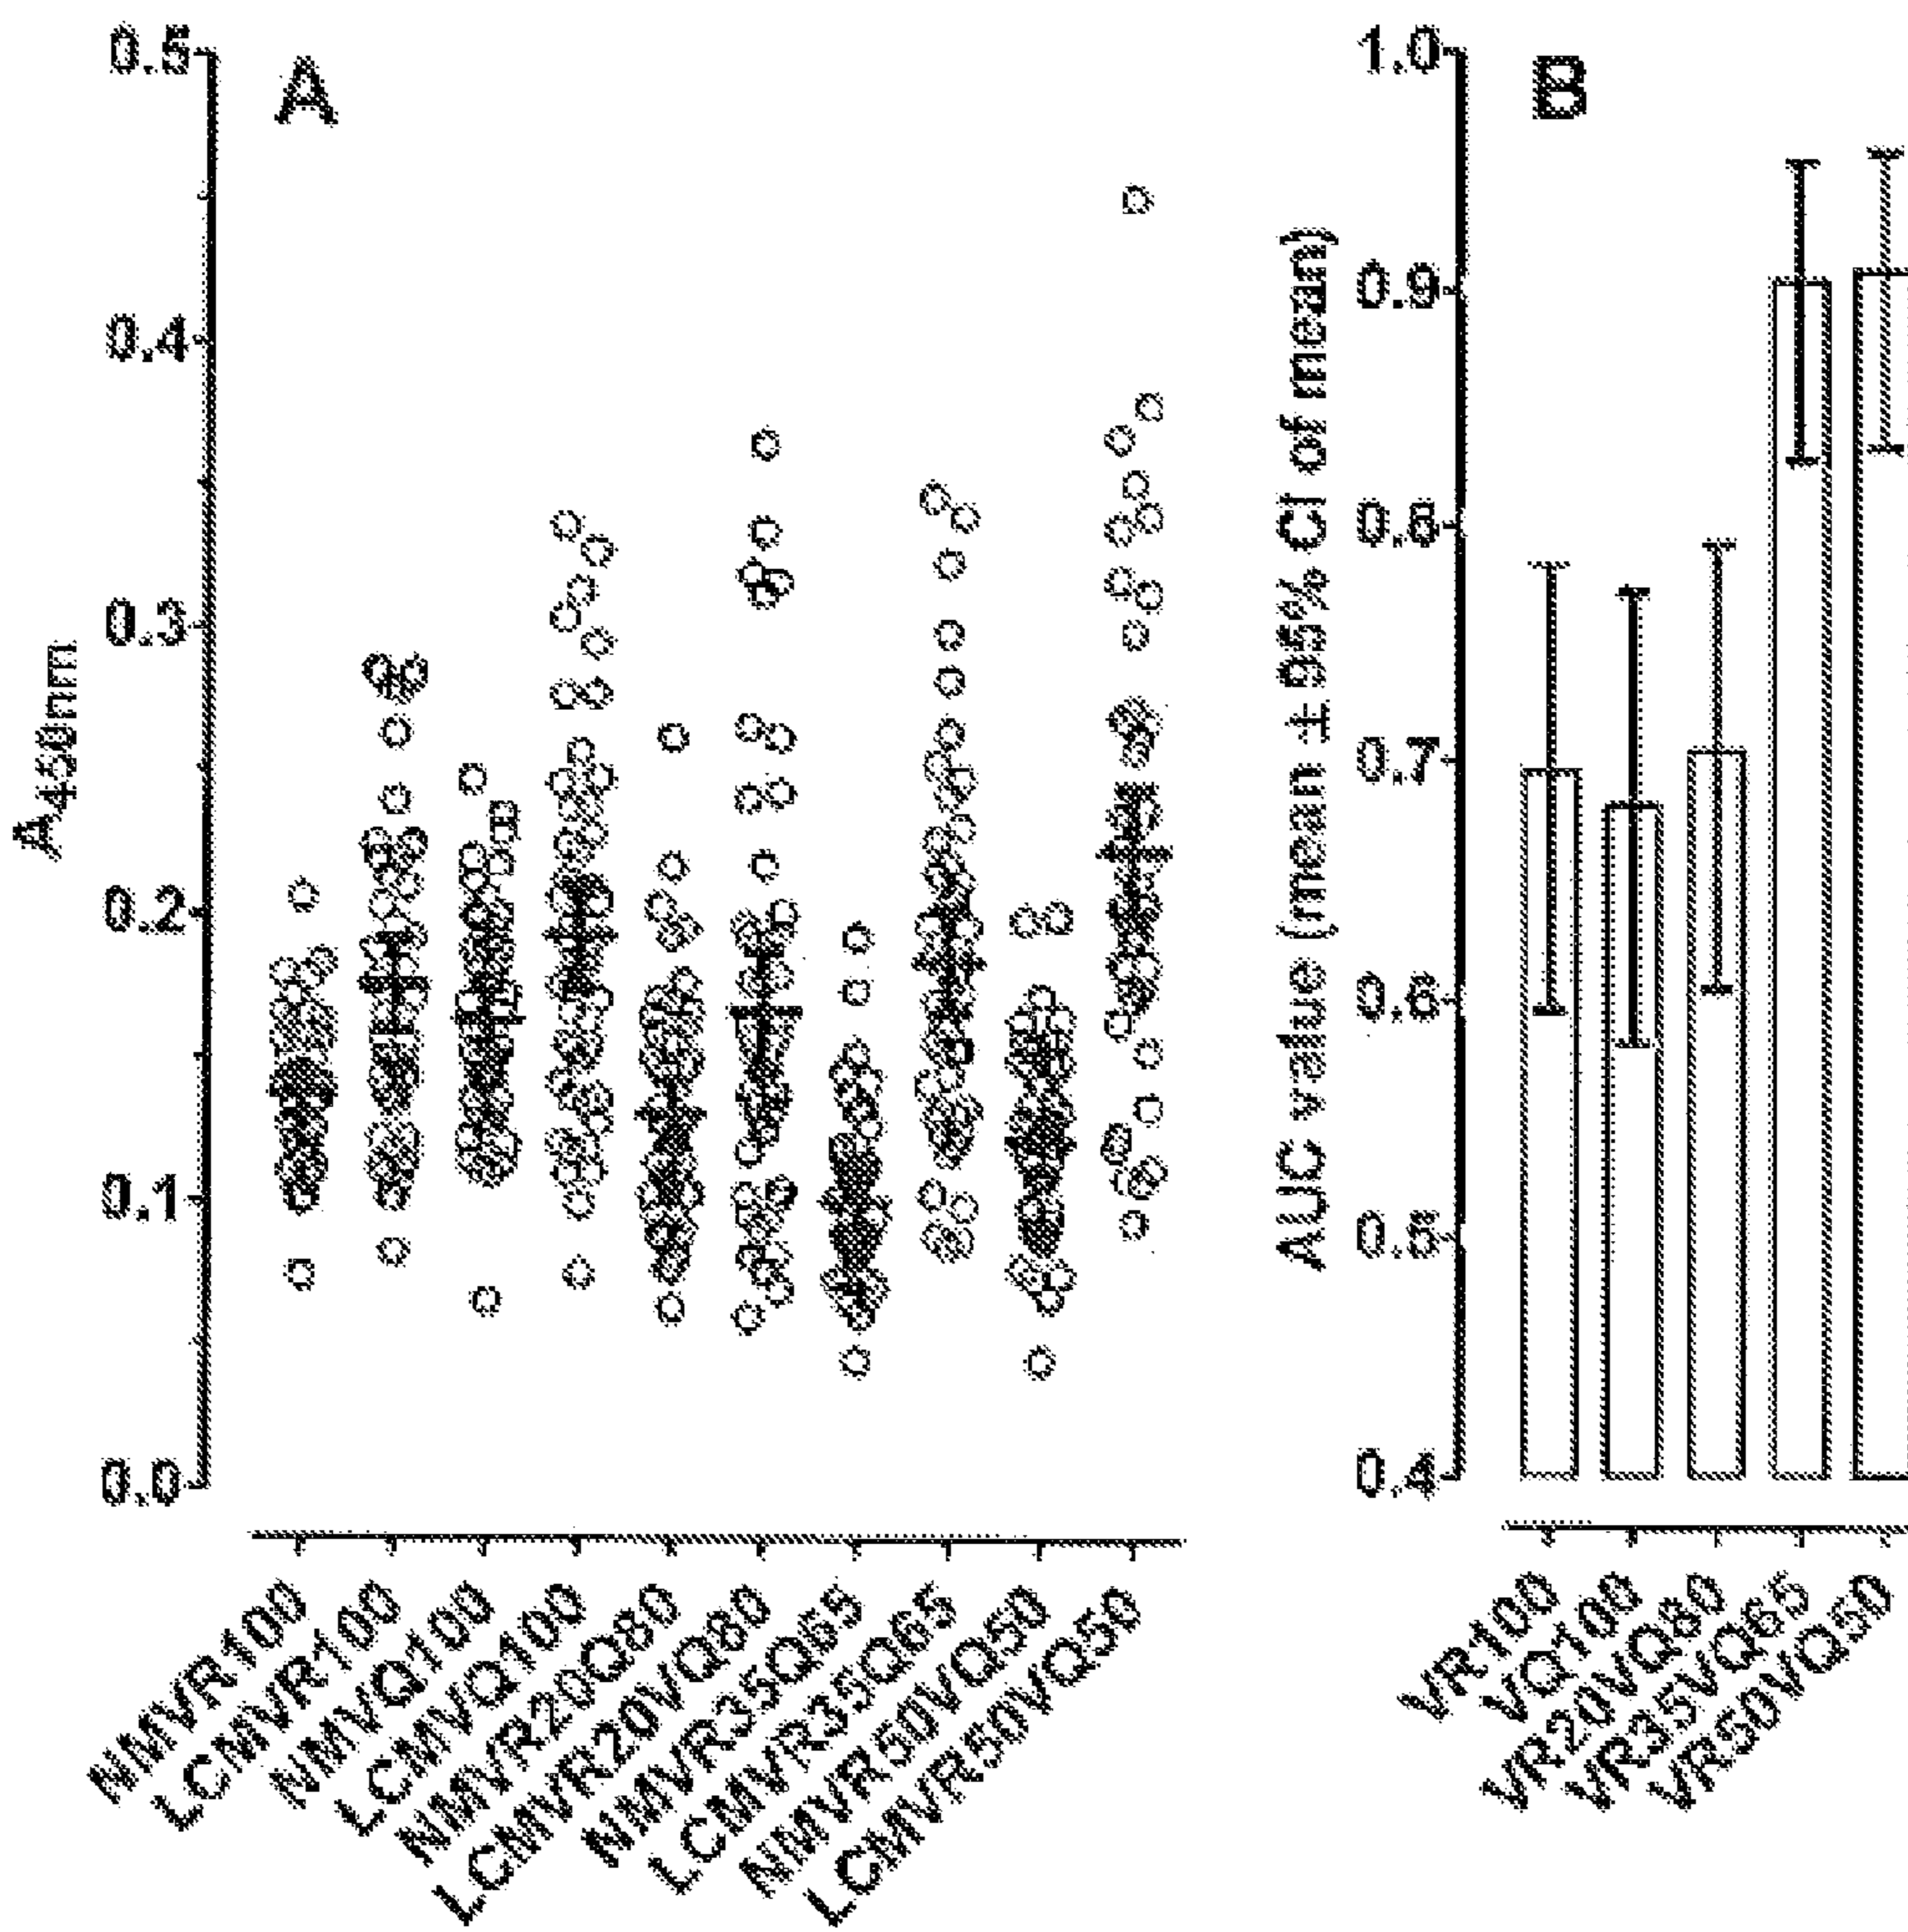 A
0.5
0.4
0.3
0.2
0.1
0.0
A450nm
NMVR100
LCMVR100
NMVQ100
LCMVQ100
NMVR20Q80
LCMVR20VQ80
NMVR35Q65
LCMVR35Q65
NMVR50VQ50
LCMVR50VQ50
B
1.0
0.9
0.8
0.7
0.6
0.5
0.4
AUC value (mean ± 95% CI of mean)
VR100
VQ100
VR20VQ80
VR35VQ65
VR50VQ50